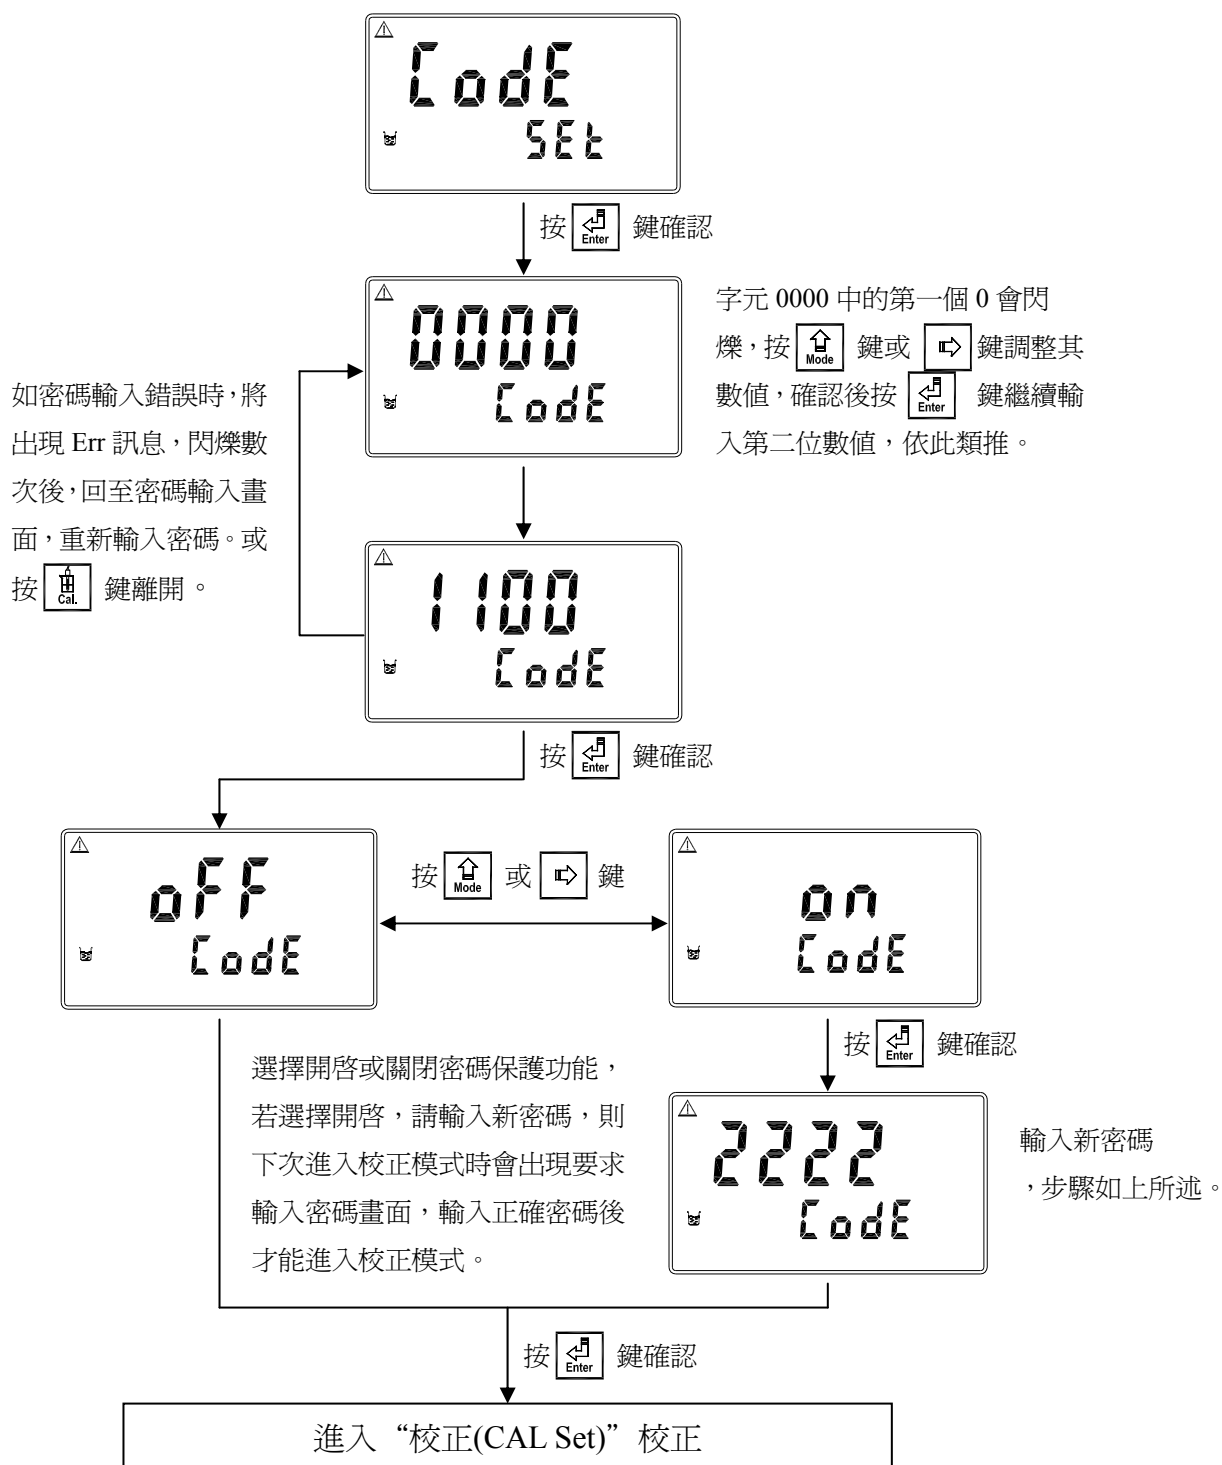 CodE
SEt
按 Enter 鍵確認
0000
CodE
字元 0000 中的第一個 0 會閃
爍，按 Mode 鍵或 鍵調整其
數值，確認後按 Enter 鍵繼續輸
入第二位數值，依此類推。
如密碼輸入錯誤時，將
出現 Err 訊息，閃爍數
次後，回至密碼輸入畫
面，重新輸入密碼。或
按 Cal. 鍵離開。
1100
CodE
按 Enter 鍵確認
oFF
CodE
按 Mode 或 鍵
on
CodE
按 Enter 鍵確認
選擇開啓或關閉密碼保護功能，
若選擇開啓，請輸入新密碼，則
下次進入校正模式時會出現要求
輸入密碼畫面，輸入正確密碼後
才能進入校正模式。
2222
CodE
輸入新密碼
，步驟如上所述。
按 Enter 鍵確認
進入“校正(CAL Set)”校正